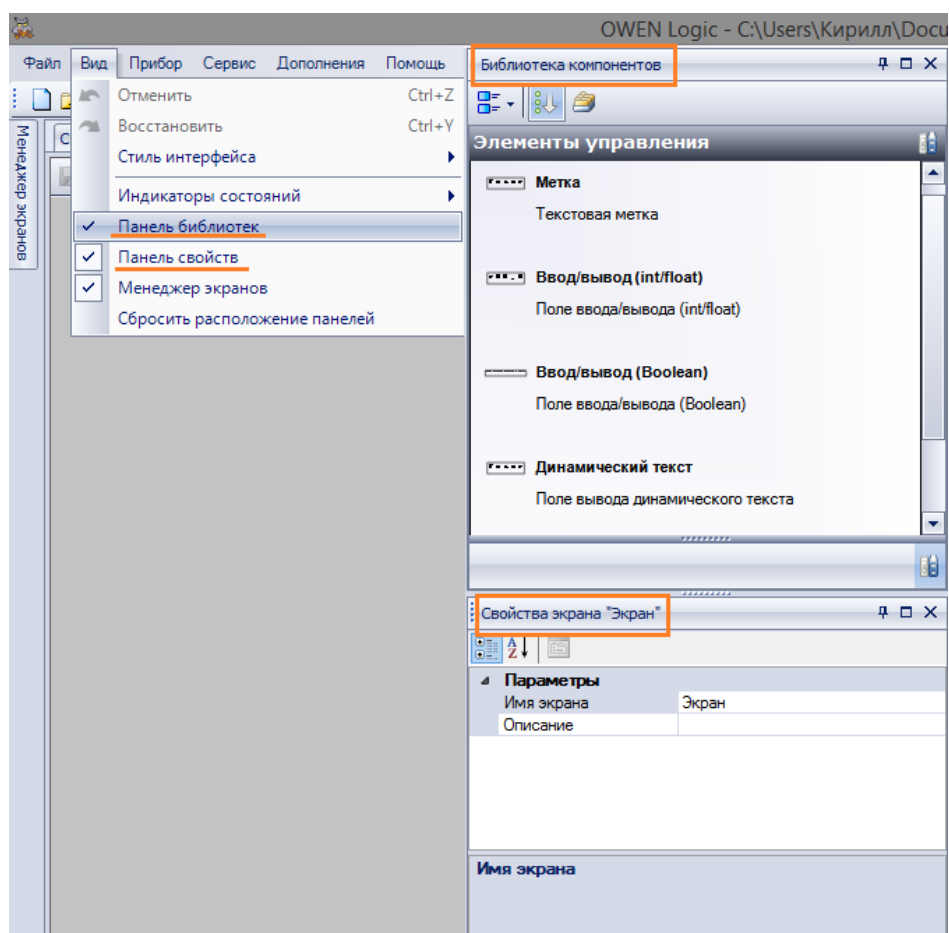 OWEN Logic - C:\Users\Кирилл\Docu
Файл Вид Прибор Сервис Дополнения Помощь
Отменить Ctrl+Z
Восстановить Ctrl+Y
Стиль интерфейса
Индикаторы состояний
Панель библиотек
Панель свойств
Менеджер экранов
Сбросить расположение панелей
Менеджер экранов
Библиотека компонентов
Элементы управления
Метка
Текстовая метка
Ввод/вывод (int/float)
Поле ввода/вывода (int/float)
Ввод/вывод (Boolean)
Поле ввода/вывода (Boolean)
Динамический текст
Поле вывода динамического текста
Свойства экрана "Экран"
Параметры
Имя экрана Экран
Описание
Имя экрана